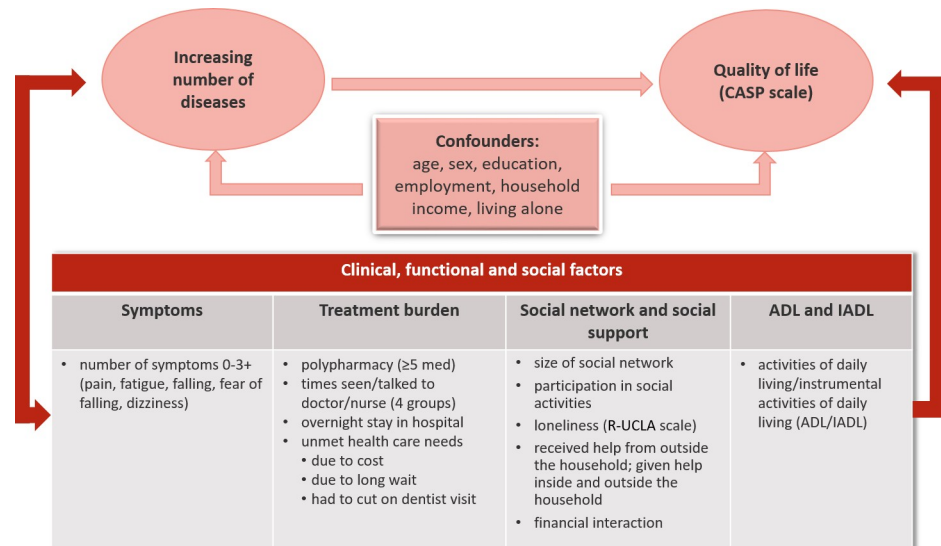 Increasing
number of
diseases
Quality of life
(CASP scale)
Confounders:
age, sex, education,
employment, household
income, living alone
Clinical, functional and social factors
Symptoms
Treatment burden
Social network and social
support
ADL and IADL
• number of symptoms 0-3+
(pain, fatigue, falling, fear of
falling, dizziness)
• polypharmacy (≥5 med)
• times seen/talked to
doctor/nurse (4 groups)
• overnight stay in hospital
• unmet health care needs
• due to cost
• due to long wait
• had to cut on dentist visit
• size of social network
• participation in social
activities
• loneliness (R-UCLA scale)
• received help from outside
the household; given help
inside and outside the
household
• financial interaction
• activities of daily
living/instrumental
activities of daily
living (ADL/IADL)